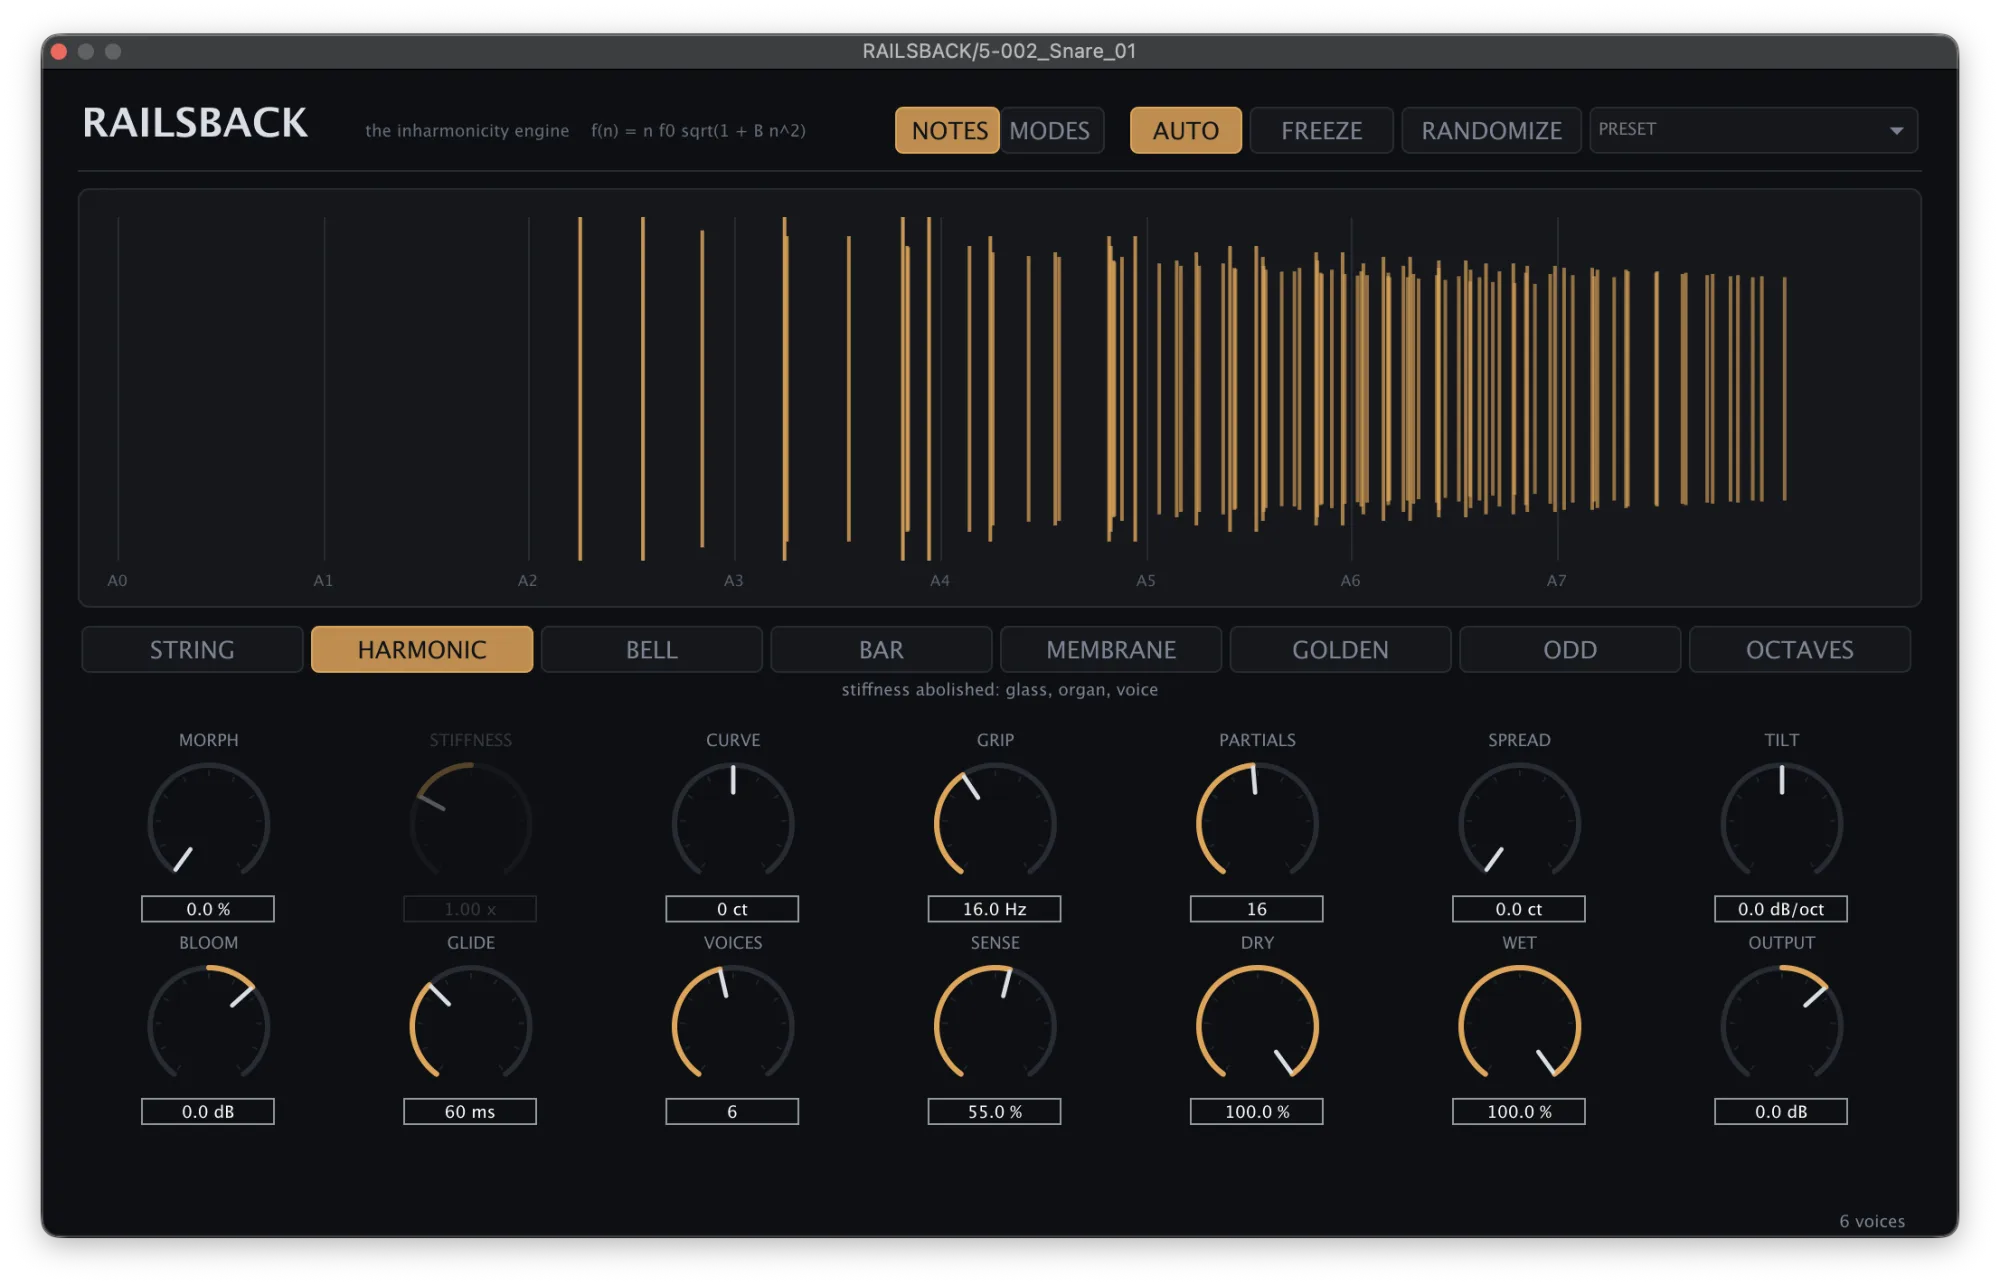 RAILSBACK/5-002_Snare_01
RAILSBACK the inharmonicity engine f(n) = n f0 sqrt(1 + B n^2) NOTES MODES AUTO FREEZE RANDOMIZE PRESET
A0 A1 A2 A3 A4 A5 A6 A7
STRING HARMONIC BELL BAR MEMBRANE GOLDEN ODD OCTAVES
stiffness abolished: glass, organ, voice
MORPH STIFFNESS CURVE GRIP PARTIALS SPREAD TILT
0.0 % 1.00 x 0 ct 16.0 Hz 16 0.0 ct 0.0 dB/oct
BLOOM GLIDE VOICES SENSE DRY WET OUTPUT
0.0 dB 60 ms 6 55.0 % 100.0 % 100.0 % 0.0 dB
6 voices